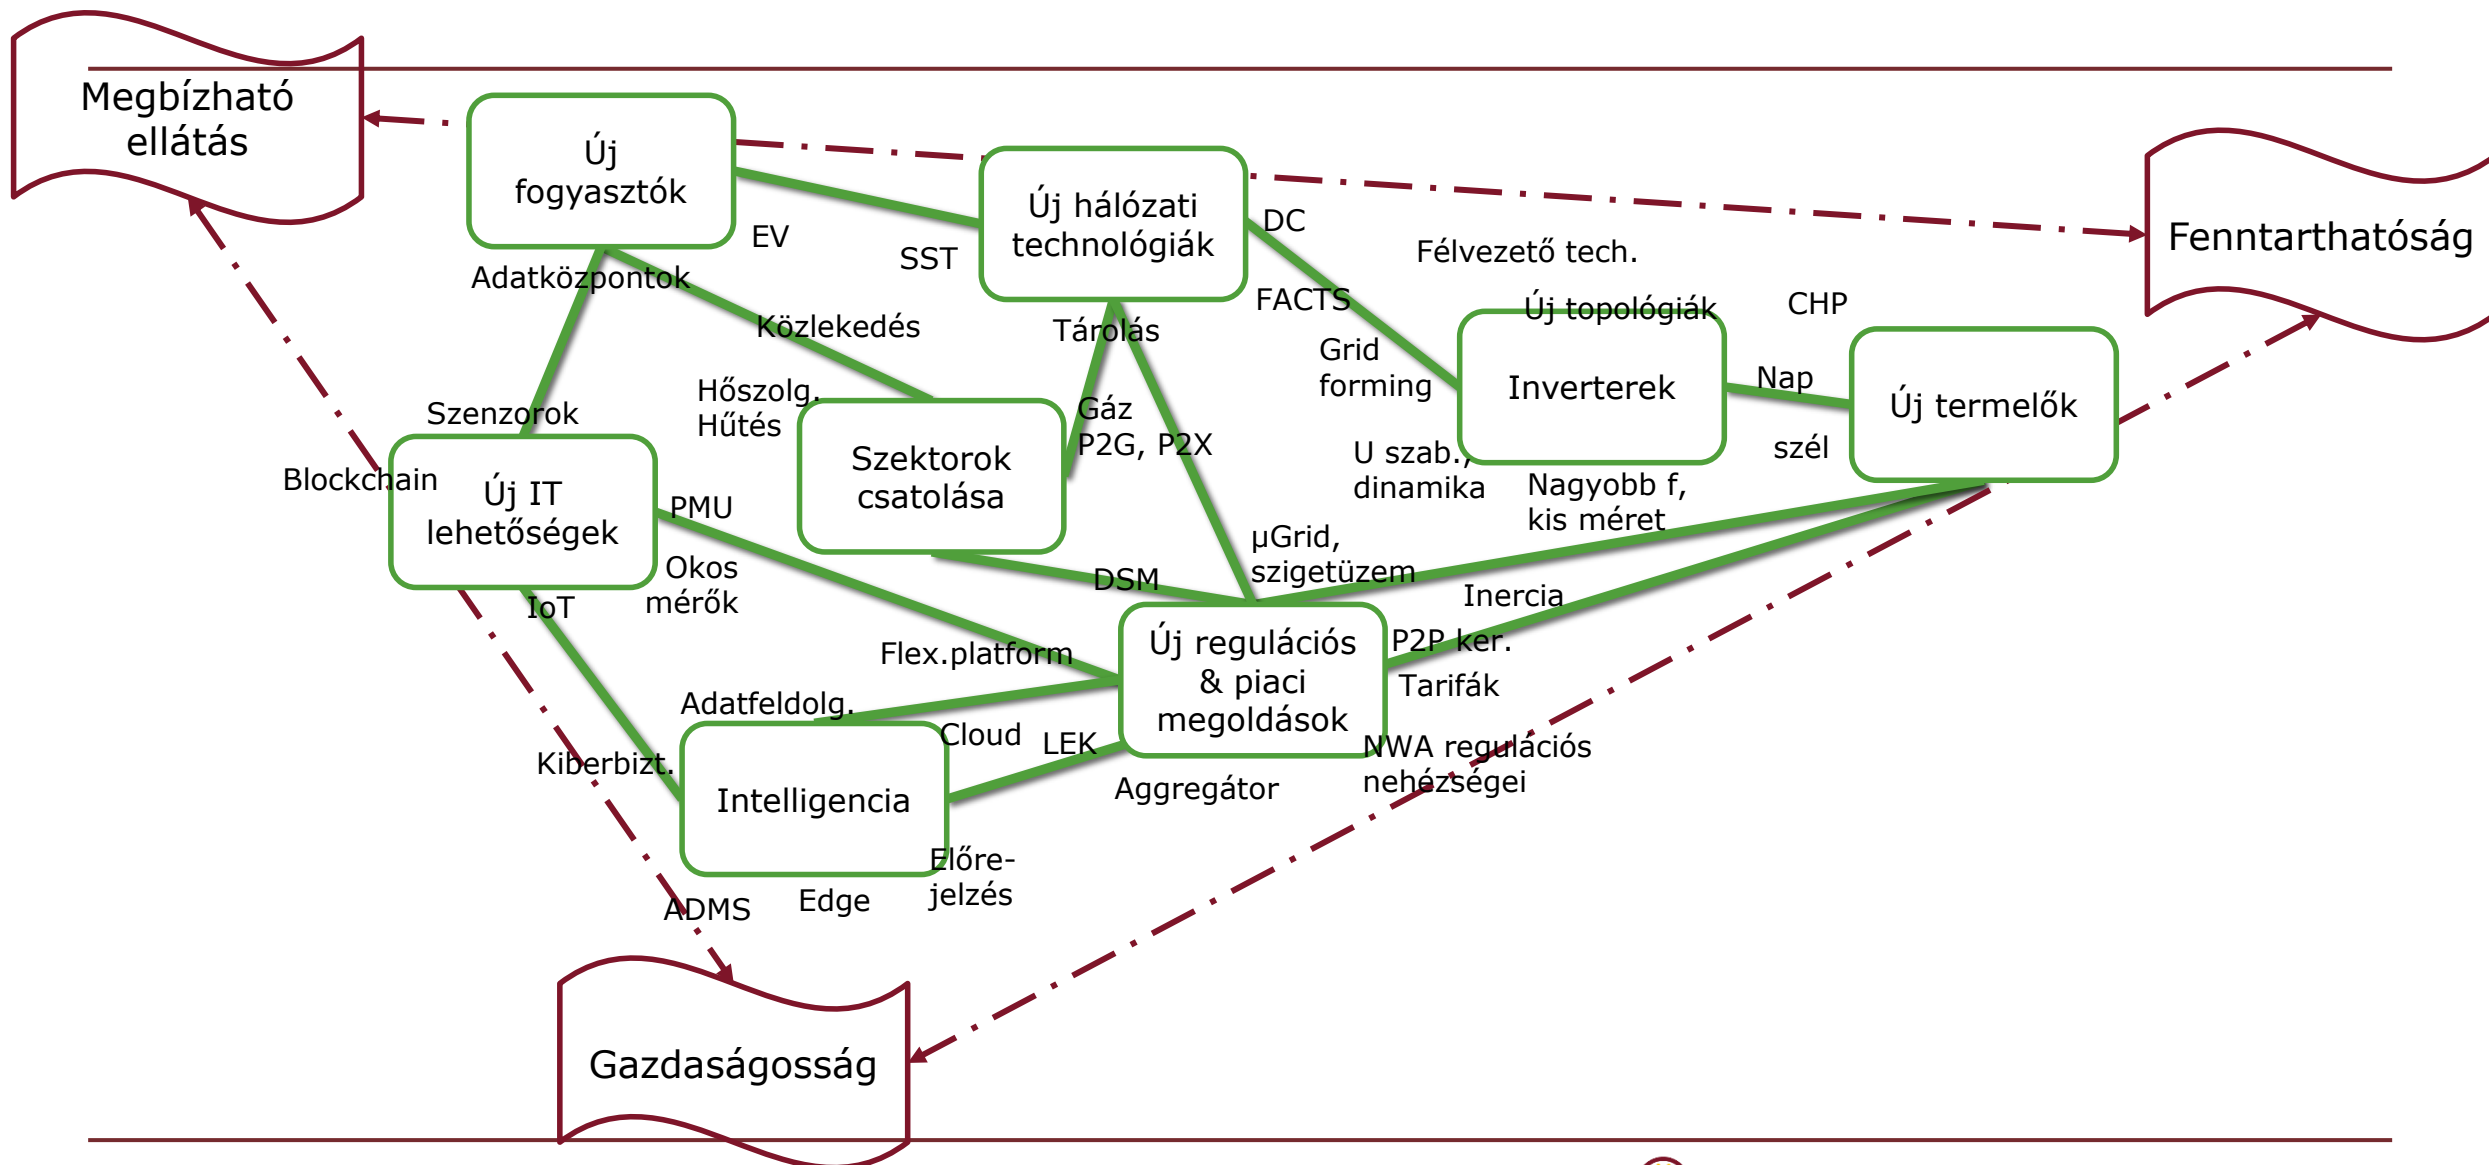 Megbízható
ellátás
Új
fogyasztók
Új hálózati
technológiák
Fenntarthatóság
EV
SST
DC
Félvezető tech.
Adatközpontok
Közlekedés
Tárolás
FACTS
Új topológiák
CHP
Grid
forming
Inverterek
Nap
Új termelők
szél
Hőszolg.
Hűtés
Gáz
P2G, P2X
Szenzorok
Blockchain
Új IT
lehetőségek
PMU
Szektorok
csatolása
U szab.,
dinamika
Nagyobb f,
kis méret
Okos
mérők
IoT
DSM
µGrid,
szigetüzem
Inercia
Flex.platform
Új regulációs
& piaci
megoldások
P2P ker.
Tarifák
Adatfeldolg.
Cloud
LEK
NWA regulációs
nehézségei
Kiberbizt.
Intelligencia
Aggregátor
Előre-
jelzés
ADMS
Edge
Gazdaságosság